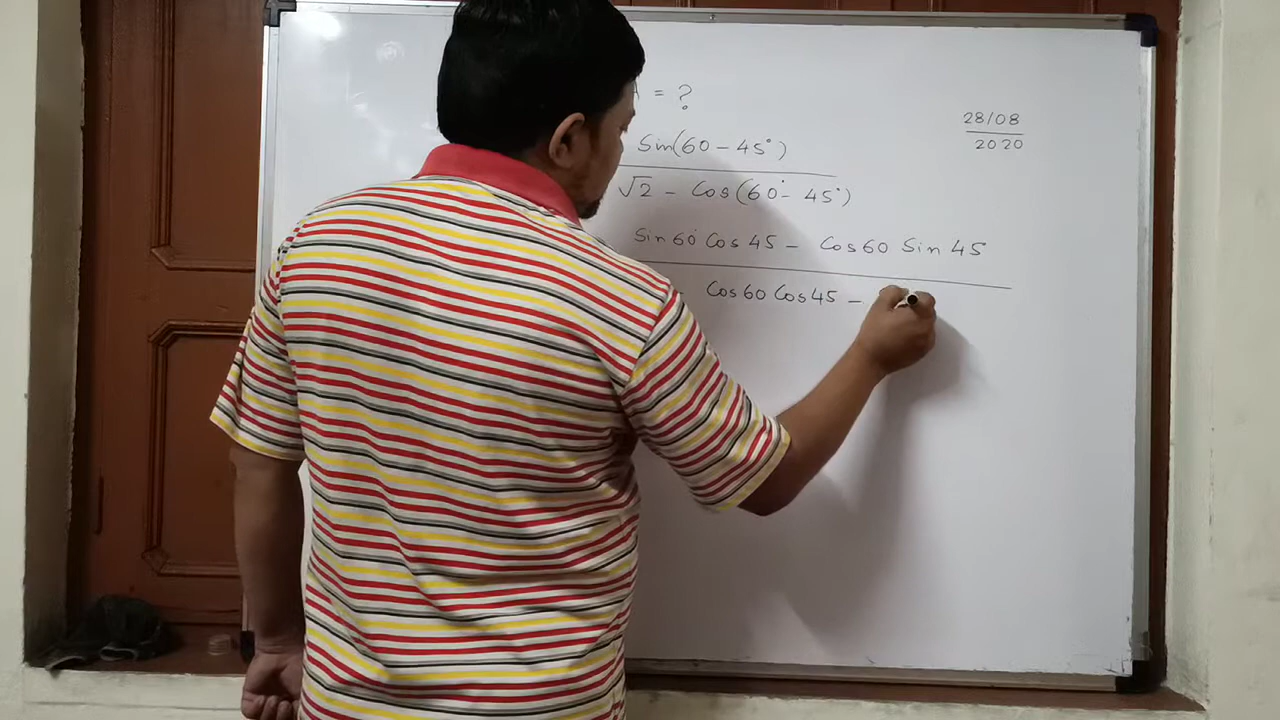 = ?
28/08
2020
Sin(60 - 45°)
√2 - Cos(60° - 45°)
Sin 60 Cos 45 - Cos 60 Sin 45
Cos 60 Cos 45 -